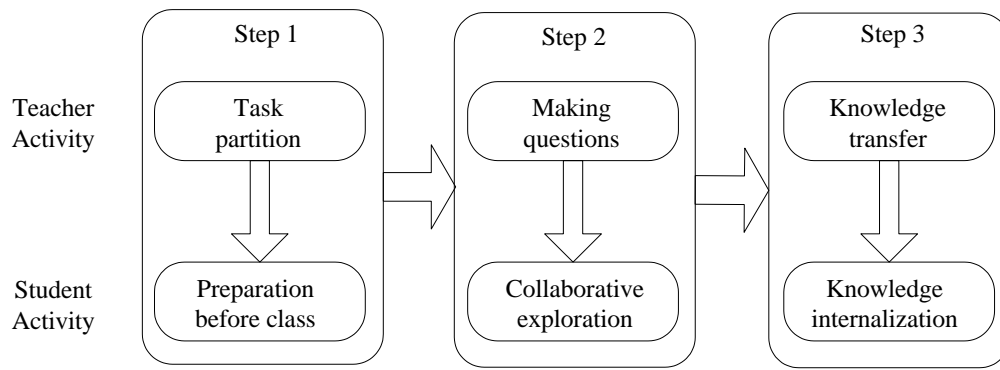 Step 1
Step 2
Step 3
Teacher
Activity
Task
partition
Making
questions
Knowledge
transfer
Student
Activity
Preparation
before class
Collaborative
exploration
Knowledge
internalization